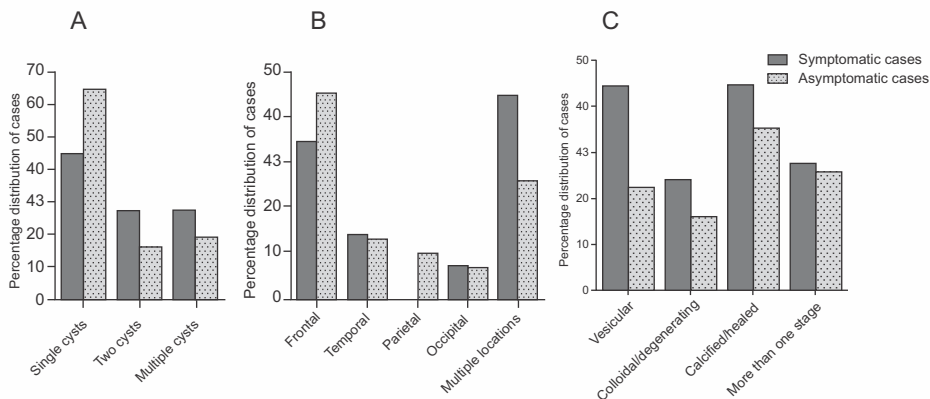 A
B
C
Symptomatic cases
Asymptomatic cases
Percentage distribution of cases
70
60
50
40
43
20
10
0
Single cysts
Two cysts
Multiple cysts
Percentage distribution of cases
50
40
43
20
10
0
Frontal
Temporal
Parietal
Occipital
Multiple locations
Percentage distribution of cases
50
40
43
20
10
0
Vesicular
Colloidal/degenerating
Calcified/healed
More than one stage